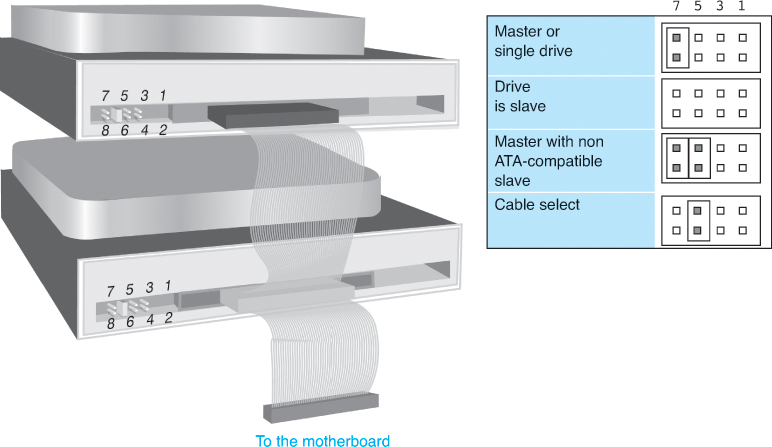 7 5 3 1
8 6 4 2
7 5 3 1
8 6 4 2
To the motherboard
7 5 3 1
Master or
single drive
Drive
is slave
Master with non
ATA-compatible
slave
Cable select